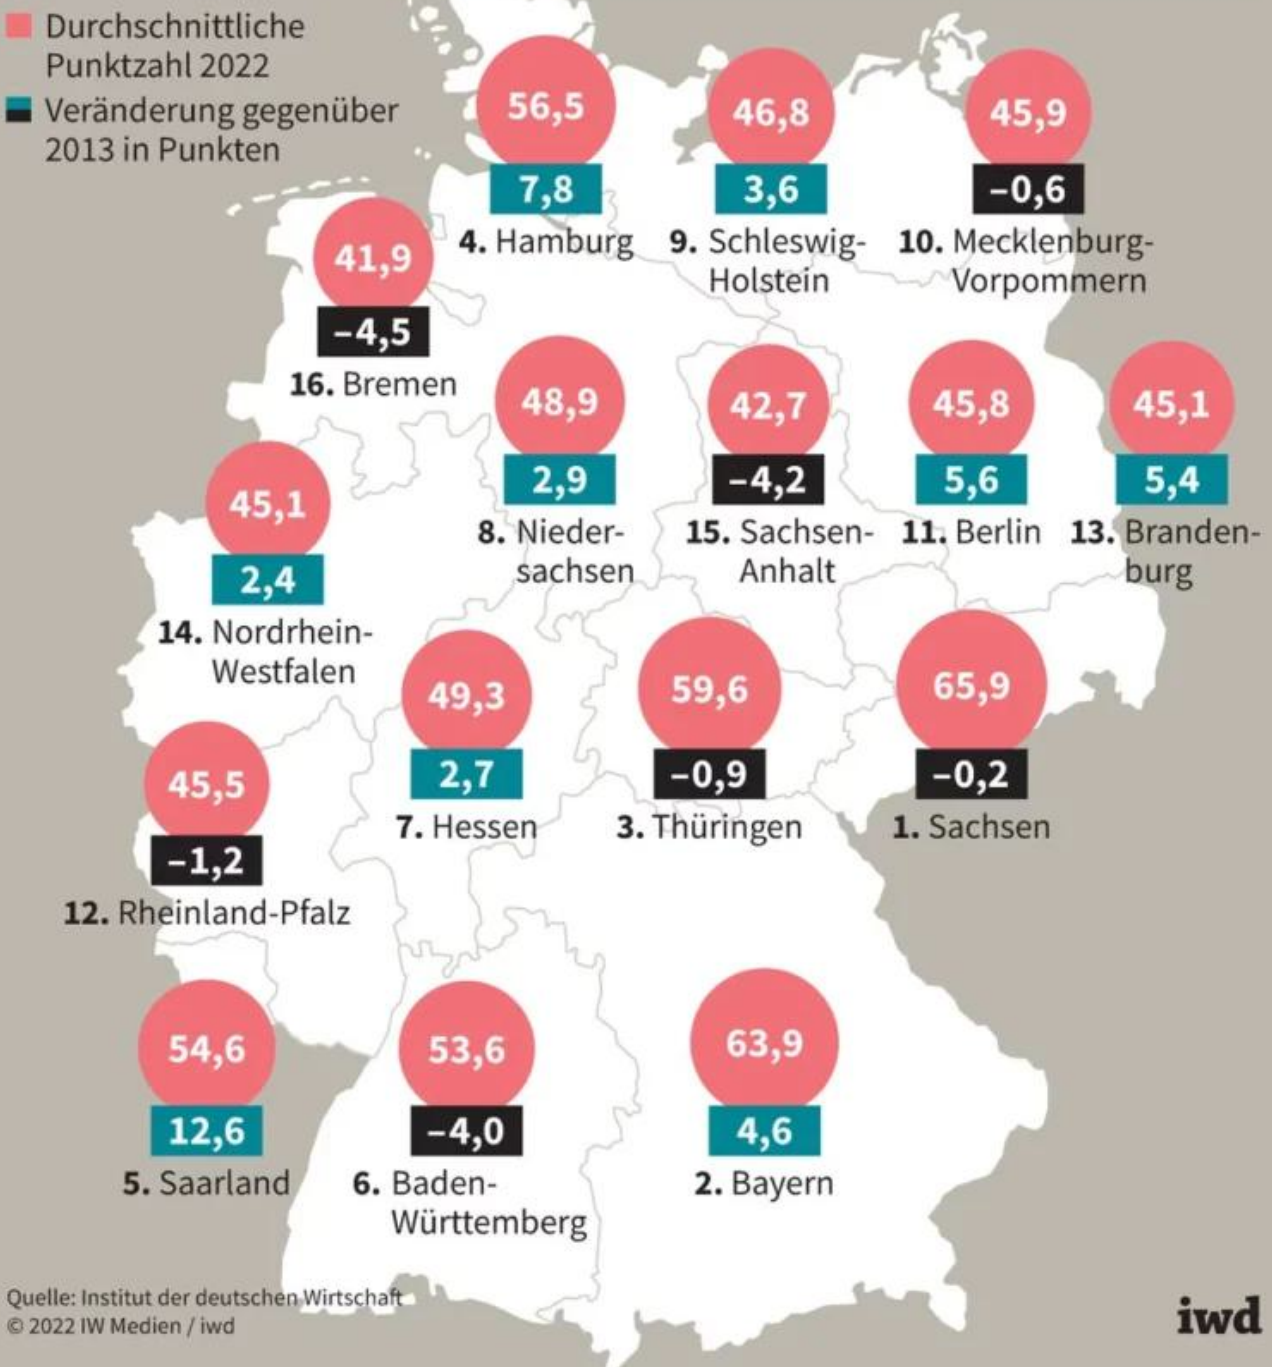 Durchschnittliche
Punktzahl 2022
Veränderung gegenüber
2013 in Punkten
56,5
7,8
4. Hamburg
46,8
3,6
9. Schleswig-
Holstein
45,9
–0,6
10. Mecklenburg-
Vorpommern
41,9
–4,5
16. Bremen
48,9
2,9
8. Nieder-
sachsen
42,7
–4,2
15. Sachsen-
Anhalt
45,8
5,6
11. Berlin
45,1
5,4
13. Branden-
burg
45,1
2,4
14. Nordrhein-
Westfalen
49,3
2,7
7. Hessen
59,6
–0,9
3. Thüringen
65,9
–0,2
1. Sachsen
45,5
–1,2
12. Rheinland-Pfalz
54,6
12,6
5. Saarland
53,6
–4,0
6. Baden-
Württemberg
63,9
4,6
2. Bayern
Quelle: Institut der deutschen Wirtschaft
© 2022 IW Medien / iwd
iwd